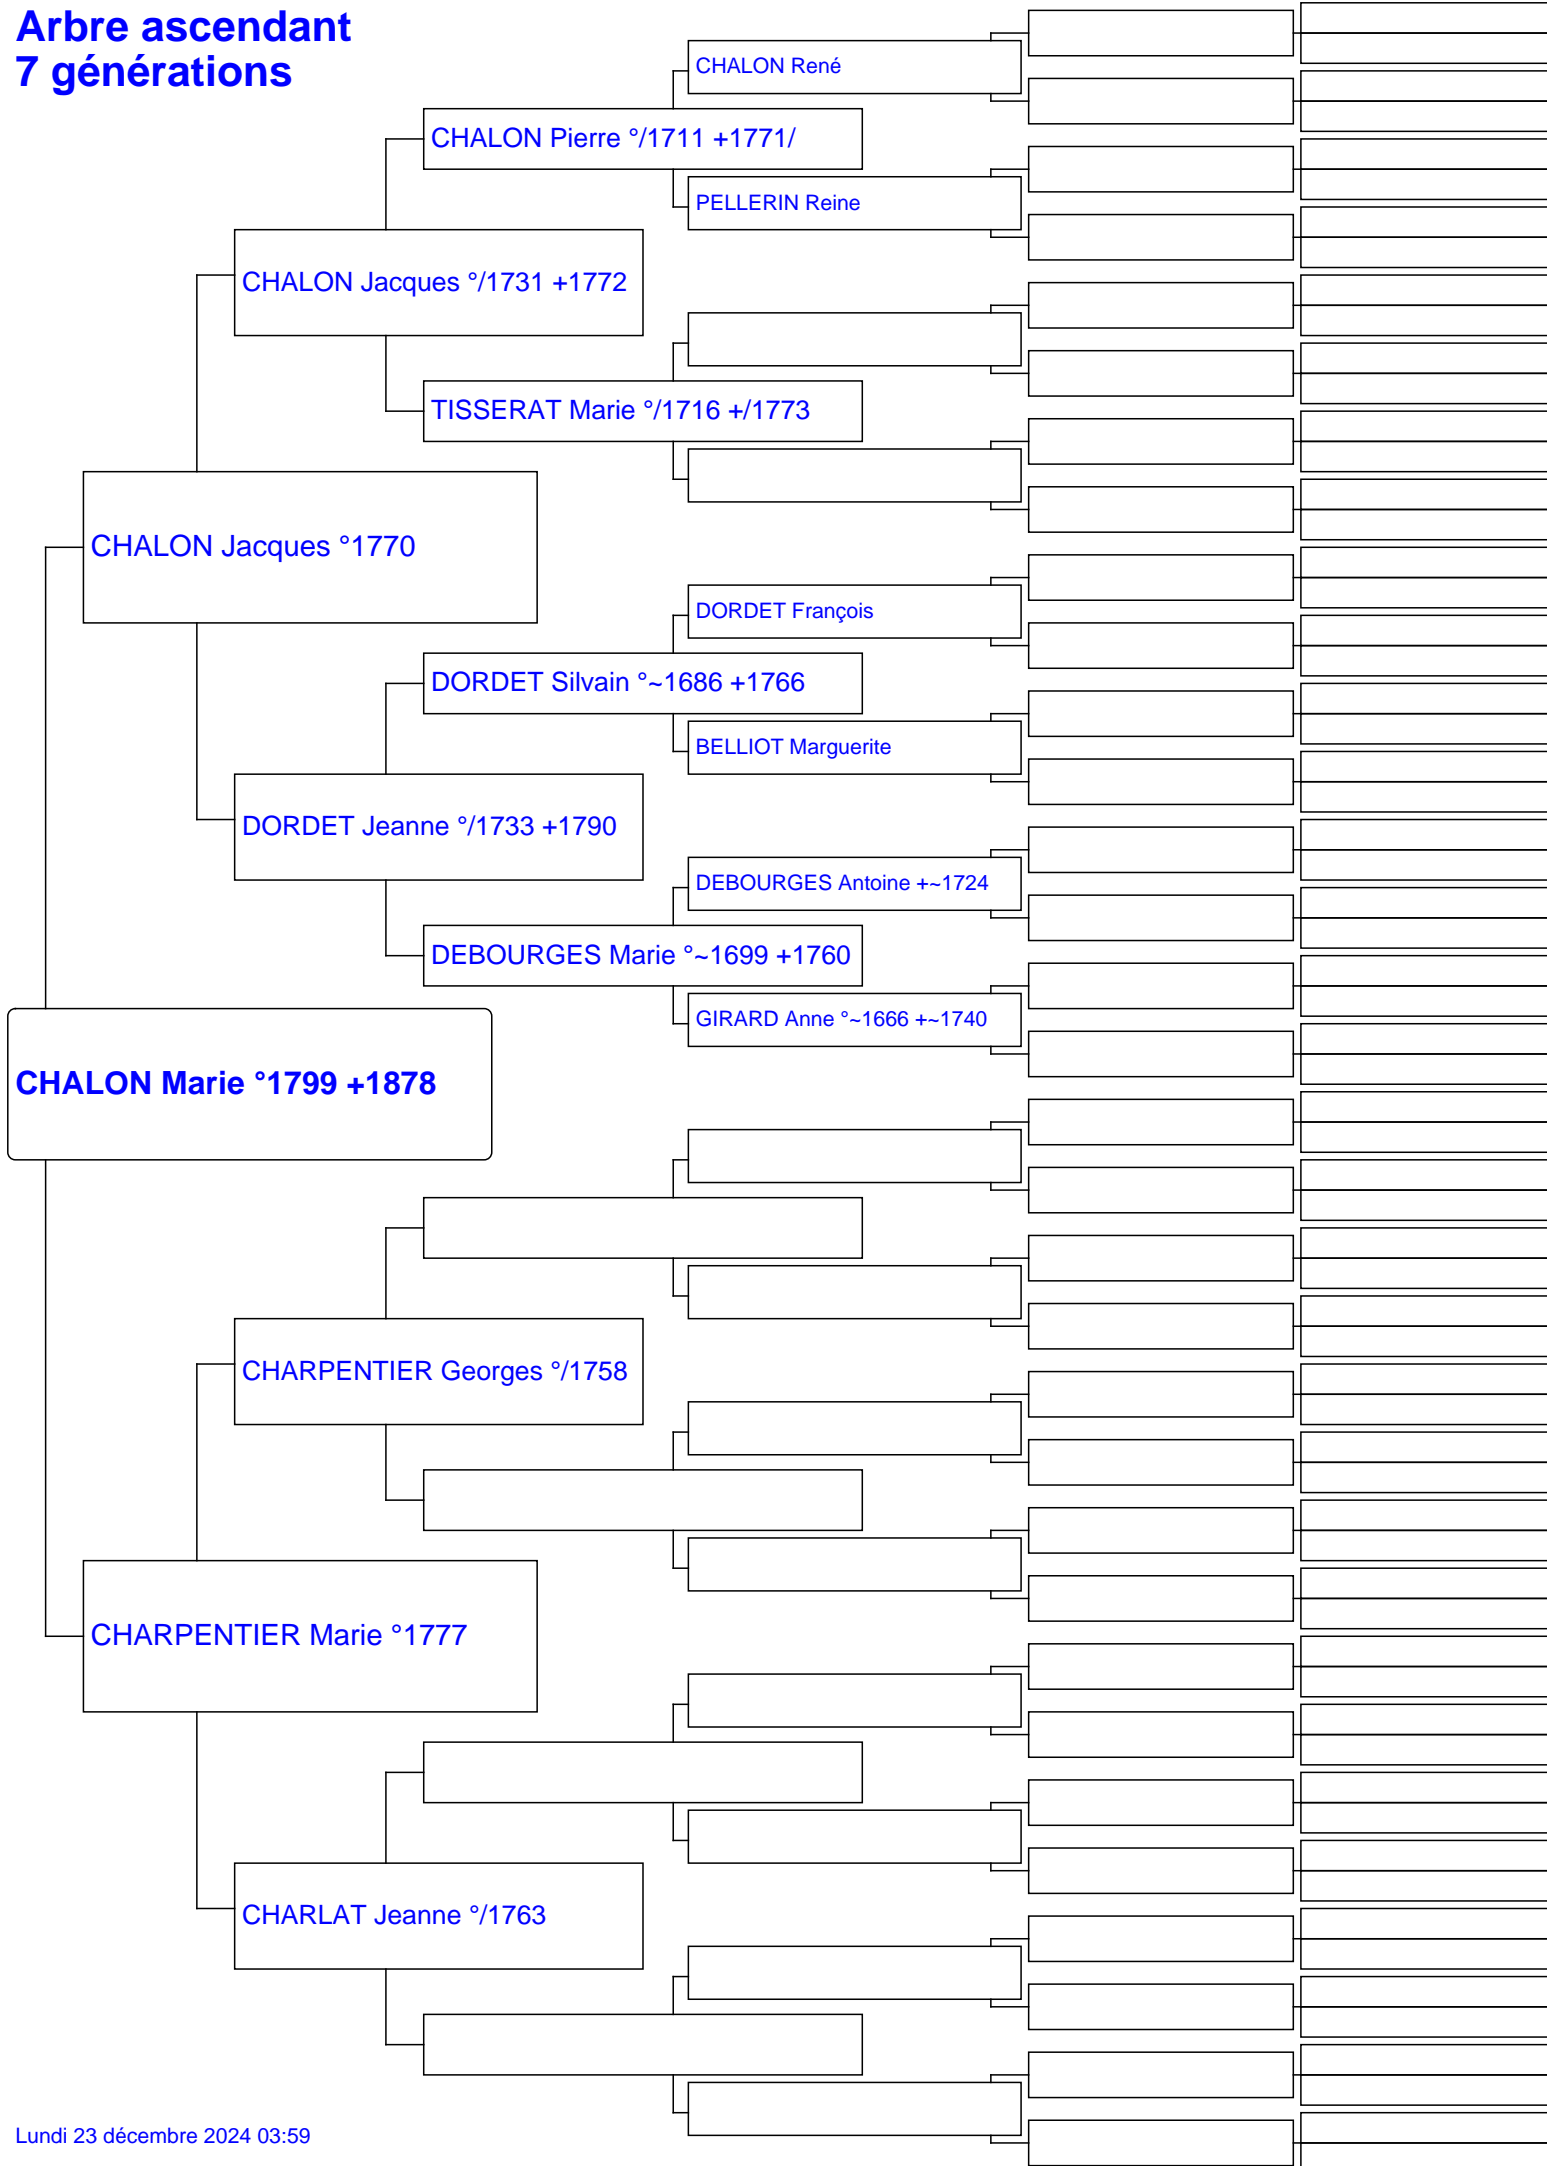 Arbre ascendant
7 générations
CHALON René
CHALON Pierre °/1711 +1771/
PELLERIN Reine
CHALON Jacques °/1731 +1772
TISSERAT Marie °/1716 +/1773
CHALON Jacques °1770
DORDET François
DORDET Silvain °~1686 +1766
BELLIOT Marguerite
DORDET Jeanne °/1733 +1790
DEBOURGES Antoine +~1724
DEBOURGES Marie °~1699 +1760
GIRARD Anne °~1666 +~1740
CHALON Marie °1799 +1878
CHARPENTIER Georges °/1758
CHARPENTIER Marie °1777
CHARLAT Jeanne °/1763
Lundi 23 décembre 2024 03:59